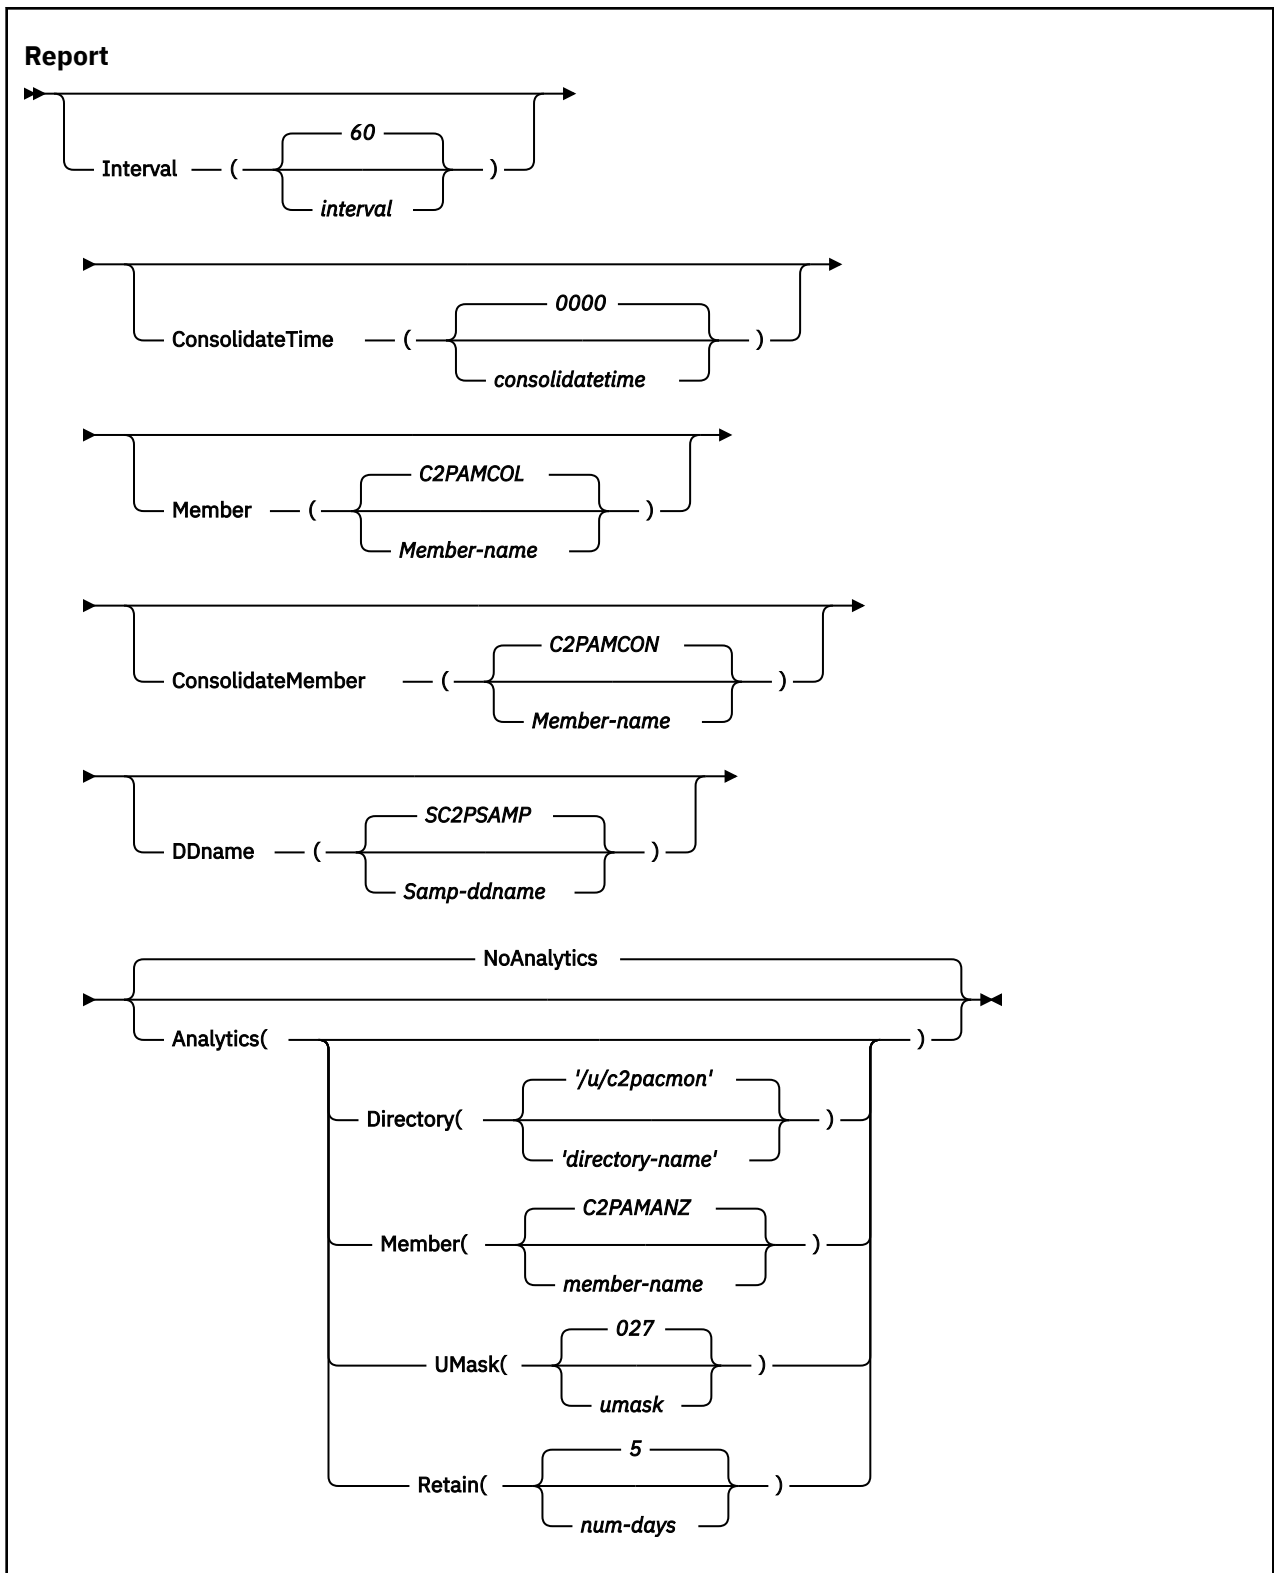 Report
60
Interval ( )
interval
0000
ConsolidateTime ( )
consolidatetime
C2PAMCOL
Member ( )
Member-name
C2PAMCON
ConsolidateMember ( )
Member-name
SC2PSAMP
DDname ( )
Samp-ddname
NoAnalytics
Analytics( )
'/u/c2pacmon'
Directory( )
'directory-name'
C2PAMANZ
Member( )
member-name
027
UMask( )
umask
5
Retain( )
num-days